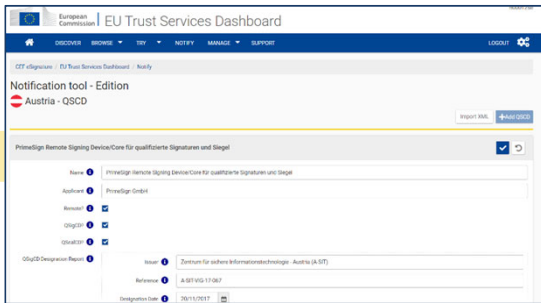 European Commission
EU Trust Services Dashboard
DISCOVER BROWSE TRY NOTIFY MANAGE SUPPORT LOGOUT
CEF eSignature / EU Trust Services Dashboard / Notify
Notification tool - Edition
Austria - QSCD
Import XML +Add QSCD
PrimeSign Remote Signing Device/Core für qualifizierte Signaturen und Siegel
Name PrimeSign Remote Signing Device/Core für qualifizierte Signaturen und Siegel
Applicant PrimeSign GmbH
Remote?
QSigCD?
QSealCD?
QSigCD Designation Report Issuer Zentrum für sichere Informationstechnologie - Austria (A-SIT)
Reference A-SIT-VIG-17-067
Designation Date 20/11/2017